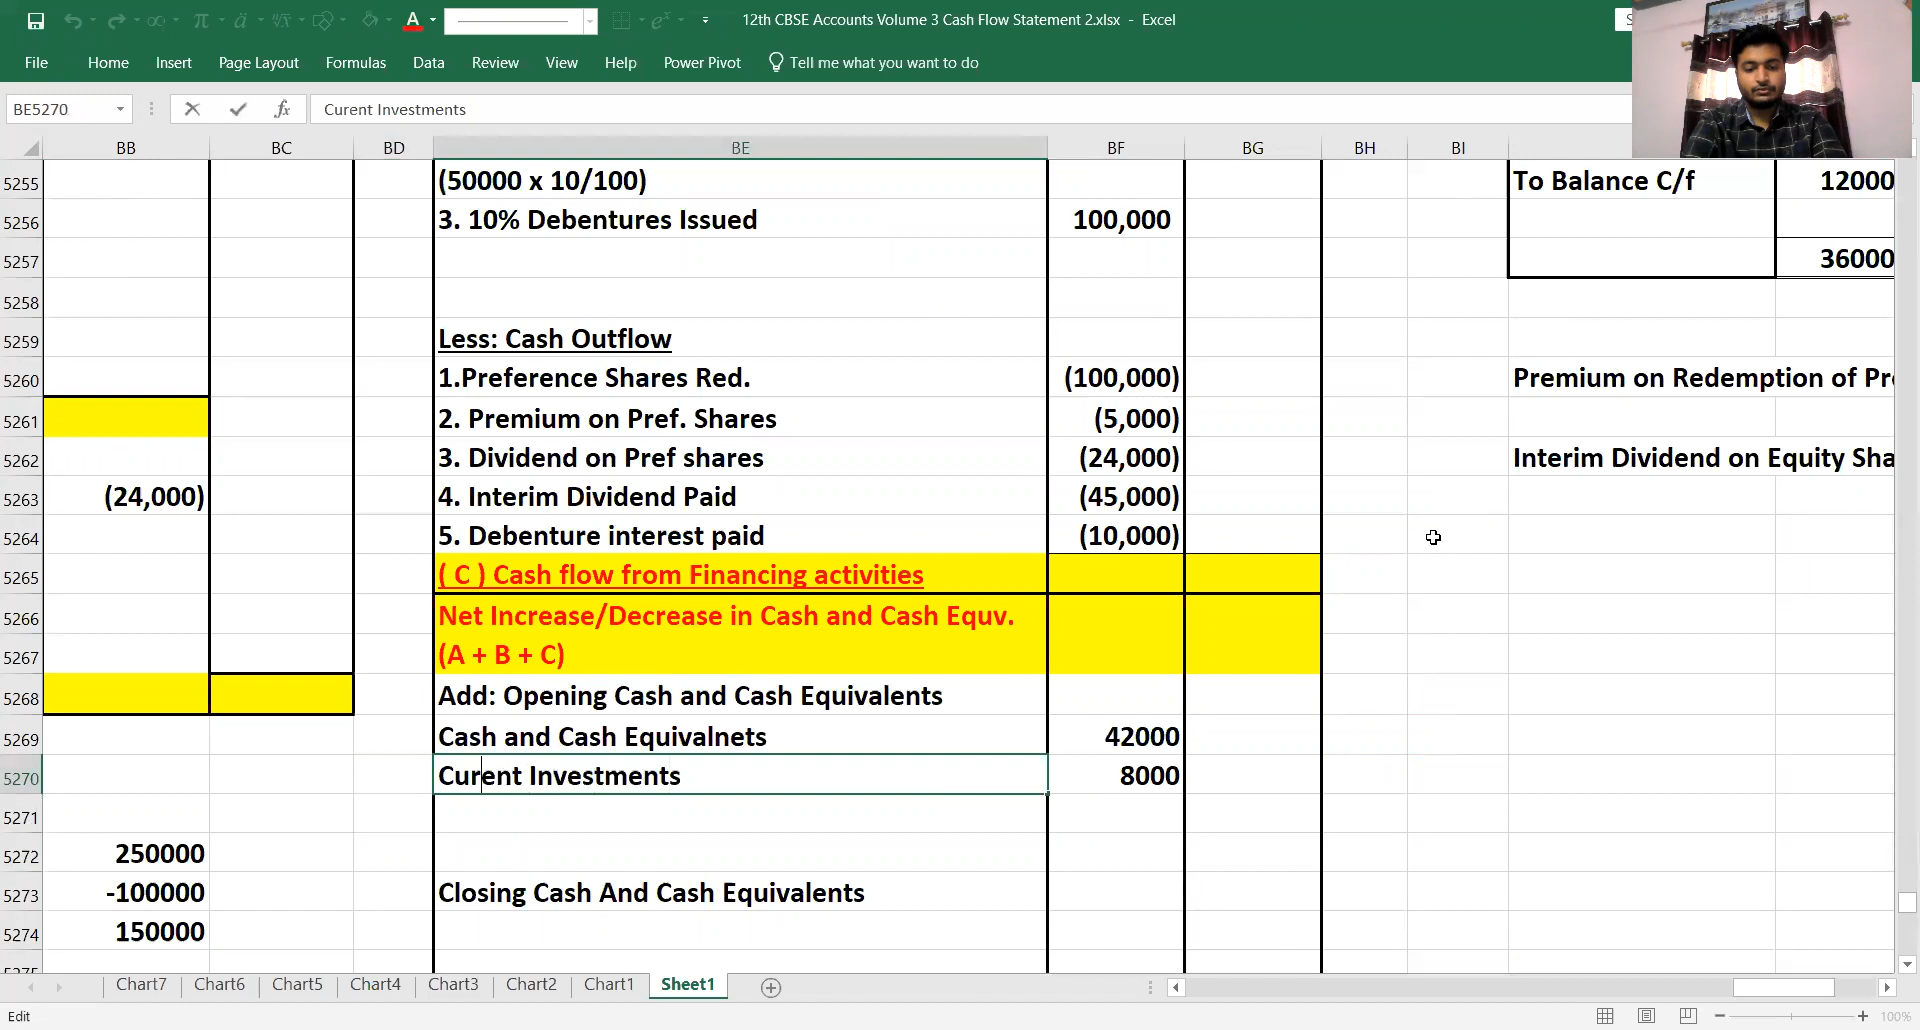 12th CBSE Accounts Volume 3 Cash Flow Statement 2.xlsx - Excel
File Home Insert Page Layout Formulas Data Review View Help Power Pivot Tell me what you want to do
BE5270 fx Curent Investments
BB BC BD BE BF BG BH BI
5255 (50000 x 10/100) To Balance C/f 12000
5256 3. 10% Debentures Issued 100,000
5257 36000
5258
5259 Less: Cash Outflow
5260 1.Preference Shares Red. (100,000) Premium on Redemption of Pr
5261 2. Premium on Pref. Shares (5,000)
5262 3. Dividend on Pref shares (24,000) Interim Dividend on Equity Sha
5263 (24,000) 4. Interim Dividend Paid (45,000)
5264 5. Debenture interest paid (10,000)
5265 ( C ) Cash flow from Financing activities
5266 Net Increase/Decrease in Cash and Cash Equv.
5267 (A + B + C)
5268 Add: Opening Cash and Cash Equivalents
5269 Cash and Cash Equivalnets 42000
5270 Curent Investments 8000
5271
5272 250000
5273 -100000 Closing Cash And Cash Equivalents
5274 150000
Chart7 Chart6 Chart5 Chart4 Chart3 Chart2 Chart1 Sheet1
Edit 100%